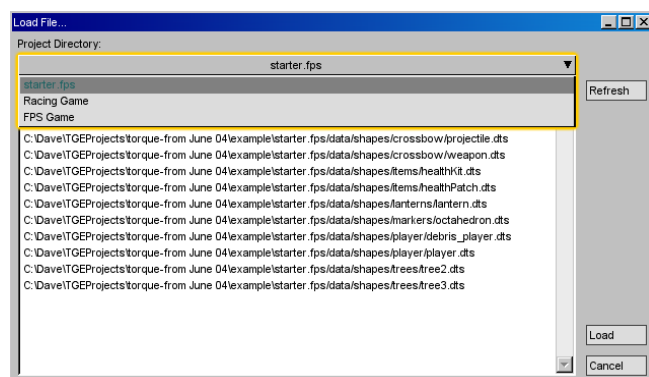 Load File...
Project Directory:
starter.fps
starter.fps
Racing Game
FPS Game
Refresh
C:\Dave\TGEProjects\torque-from June 04\example\starter.fps/data/shapes/crossbow/projectile.dts
C:\Dave\TGEProjects\torque-from June 04\example\starter.fps/data/shapes/crossbow/weapon.dts
C:\Dave\TGEProjects\torque-from June 04\example\starter.fps/data/shapes/items/healthKit.dts
C:\Dave\TGEProjects\torque-from June 04\example\starter.fps/data/shapes/items/healthPatch.dts
C:\Dave\TGEProjects\torque-from June 04\example\starter.fps/data/shapes/lanterns/lantern.dts
C:\Dave\TGEProjects\torque-from June 04\example\starter.fps/data/shapes/markers/octahedron.dts
C:\Dave\TGEProjects\torque-from June 04\example\starter.fps/data/shapes/player/debris_player.dts
C:\Dave\TGEProjects\torque-from June 04\example\starter.fps/data/shapes/player/player.dts
C:\Dave\TGEProjects\torque-from June 04\example\starter.fps/data/shapes/trees/tree2.dts
C:\Dave\TGEProjects\torque-from June 04\example\starter.fps/data/shapes/trees/tree3.dts
Load
Cancel